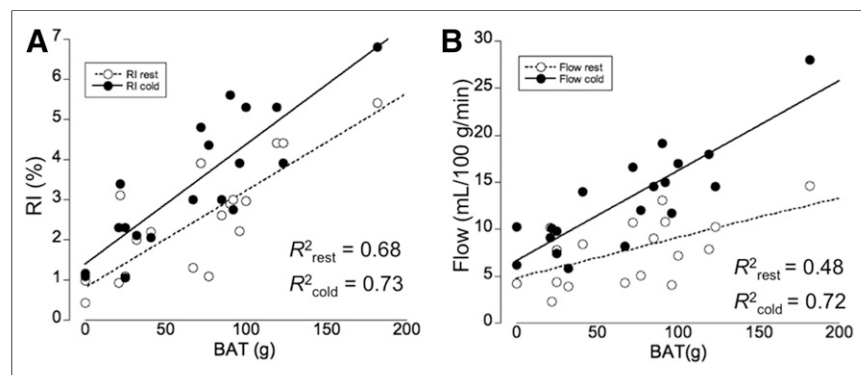 A
RI rest
RI cold
RI (%)
7
6
5
4
3
2
1
0
R²rest = 0.68
R²cold = 0.73
0 50 100 150 200
BAT (g)
B
Flow rest
Flow cold
Flow (mL/100 g/min)
30
25
20
15
10
5
0
R²rest = 0.48
R²cold = 0.72
0 50 100 150 200
BAT(g)